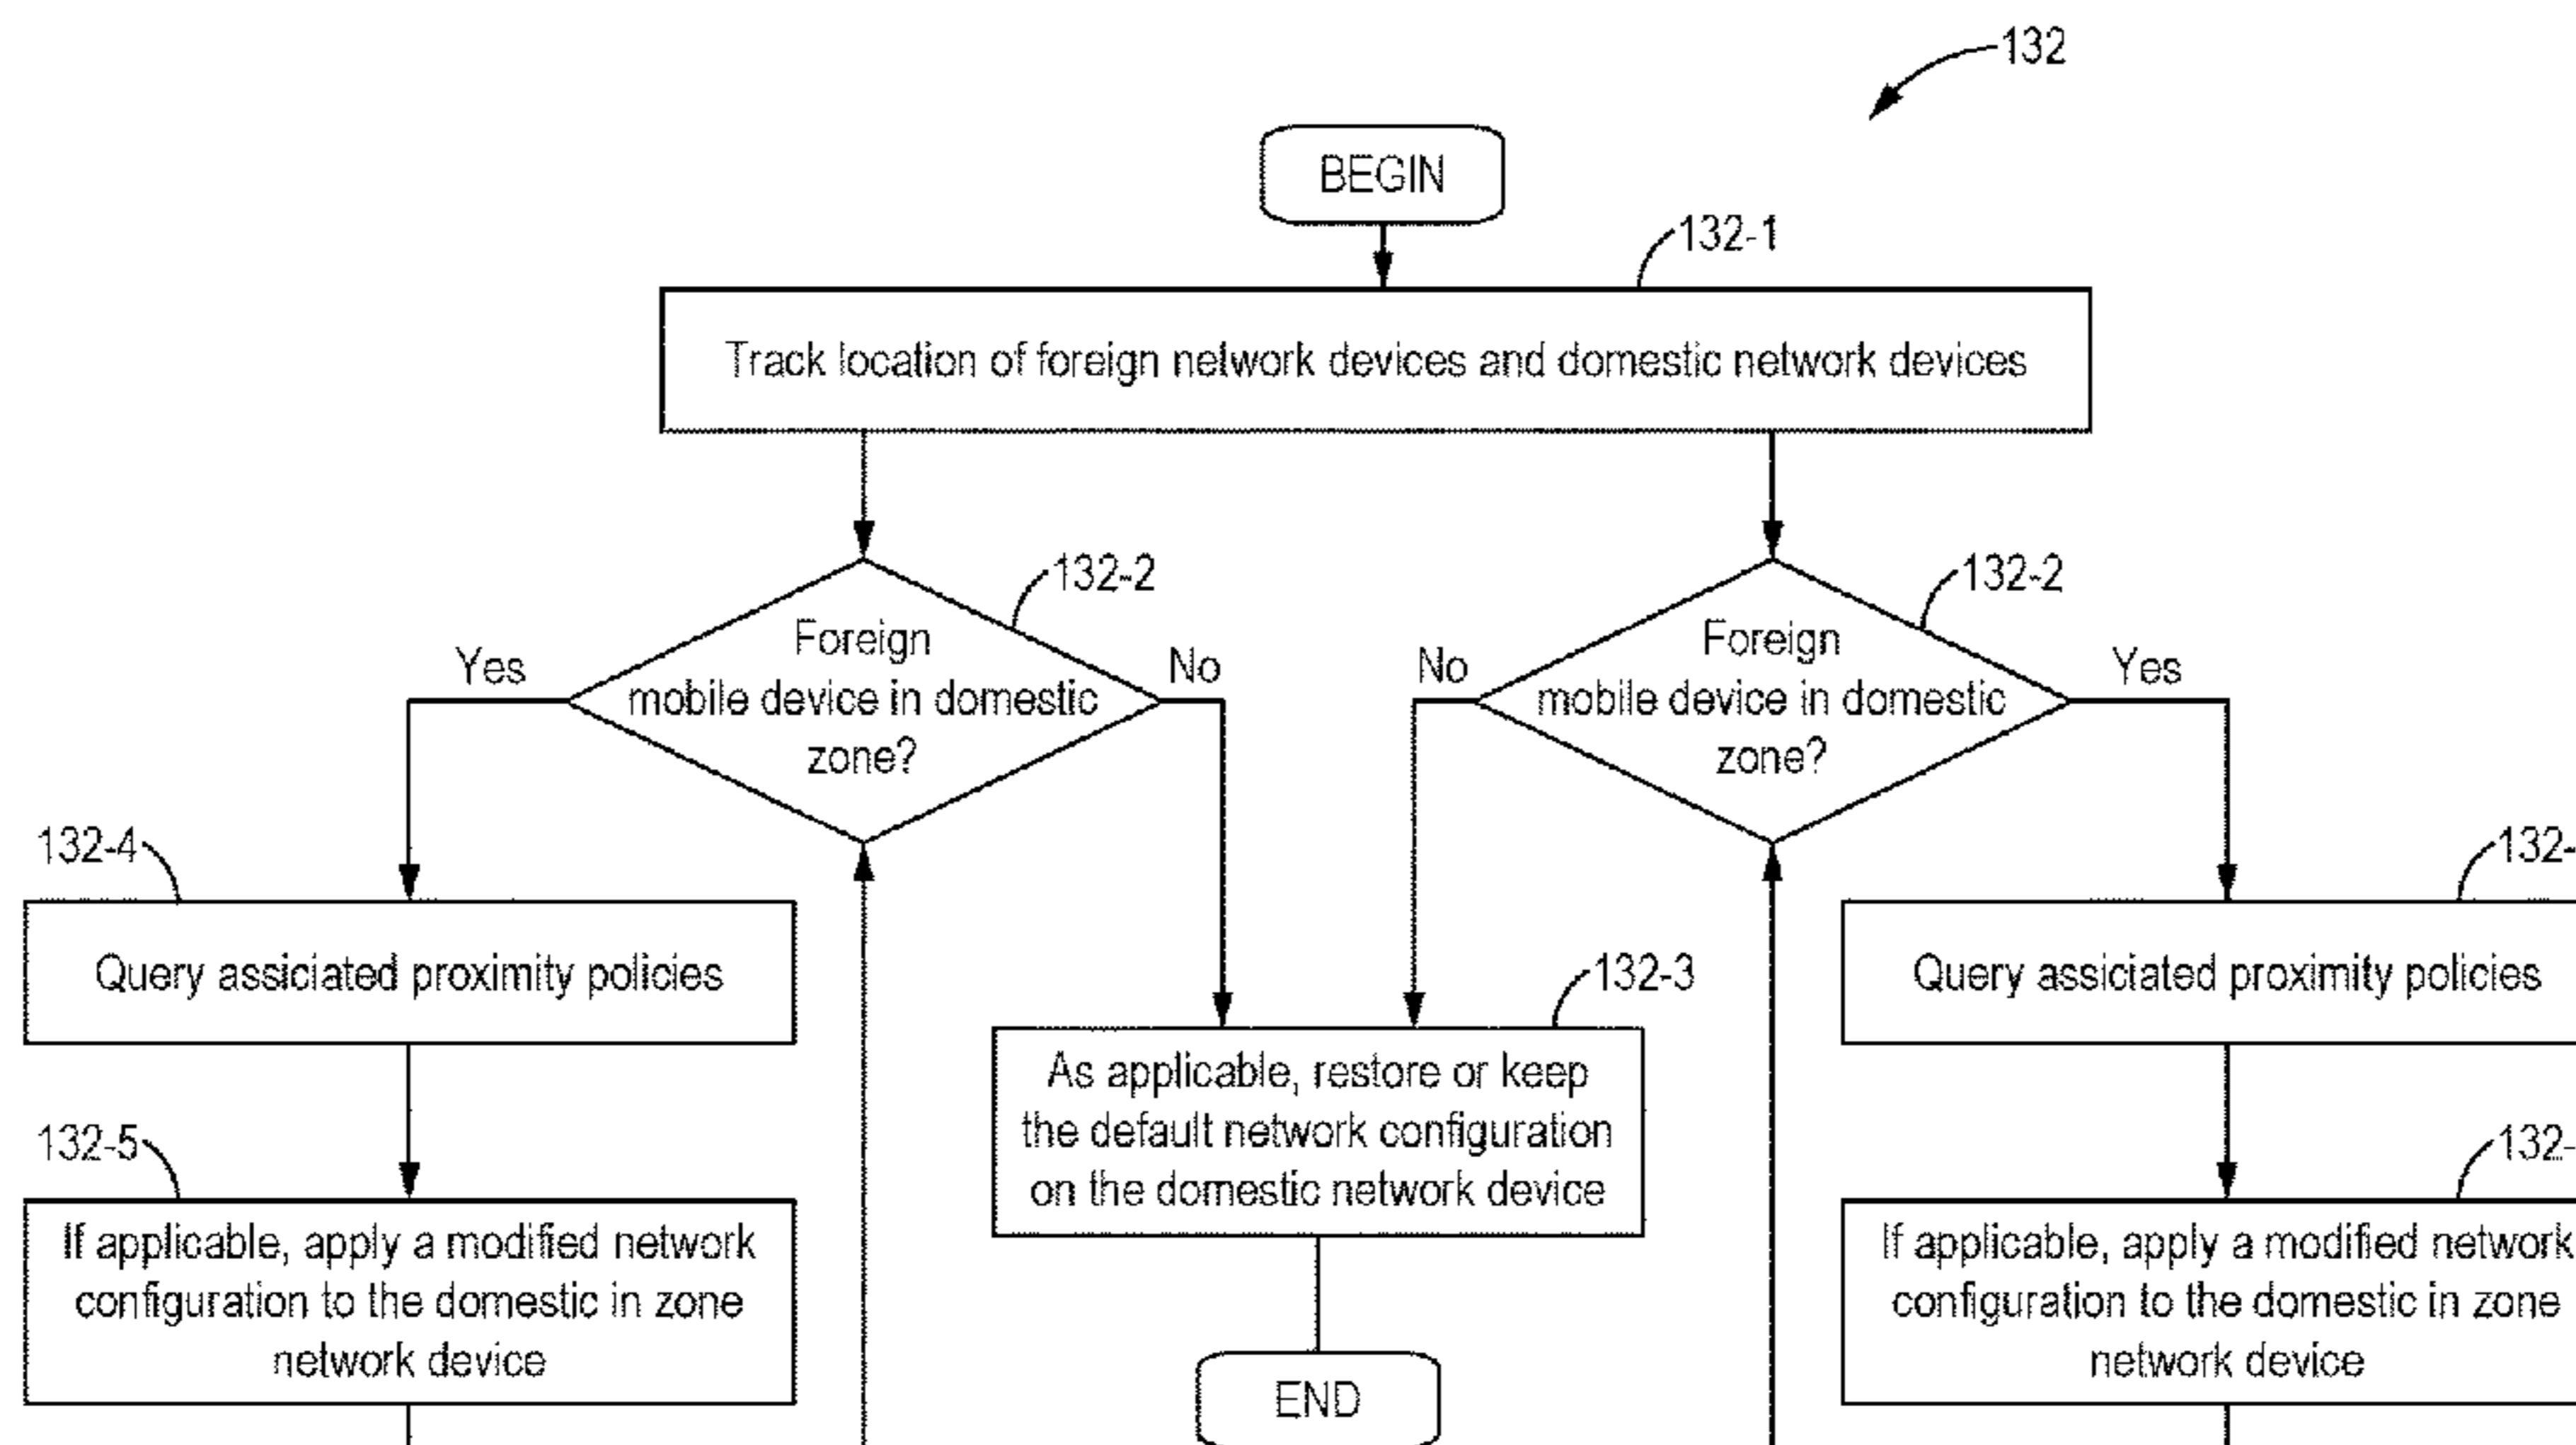 132
BEGIN
132-1
Track location of foreign network devices and domestic network devices
132-2
132-2
Foreign
mobile device in domestic
zone?
Yes
No
Foreign
mobile device in domestic
zone?
No
Yes
132-4
Query assiciated proximity policies
132-
Query assiciated proximity policies
132-3
As applicable, restore or keep
the default network configuration
on the domestic network device
132-5
If applicable, apply a modified network
configuration to the domestic in zone
network device
132-
If applicable, apply a modified network
configuration to the domestic in zone
network device
END